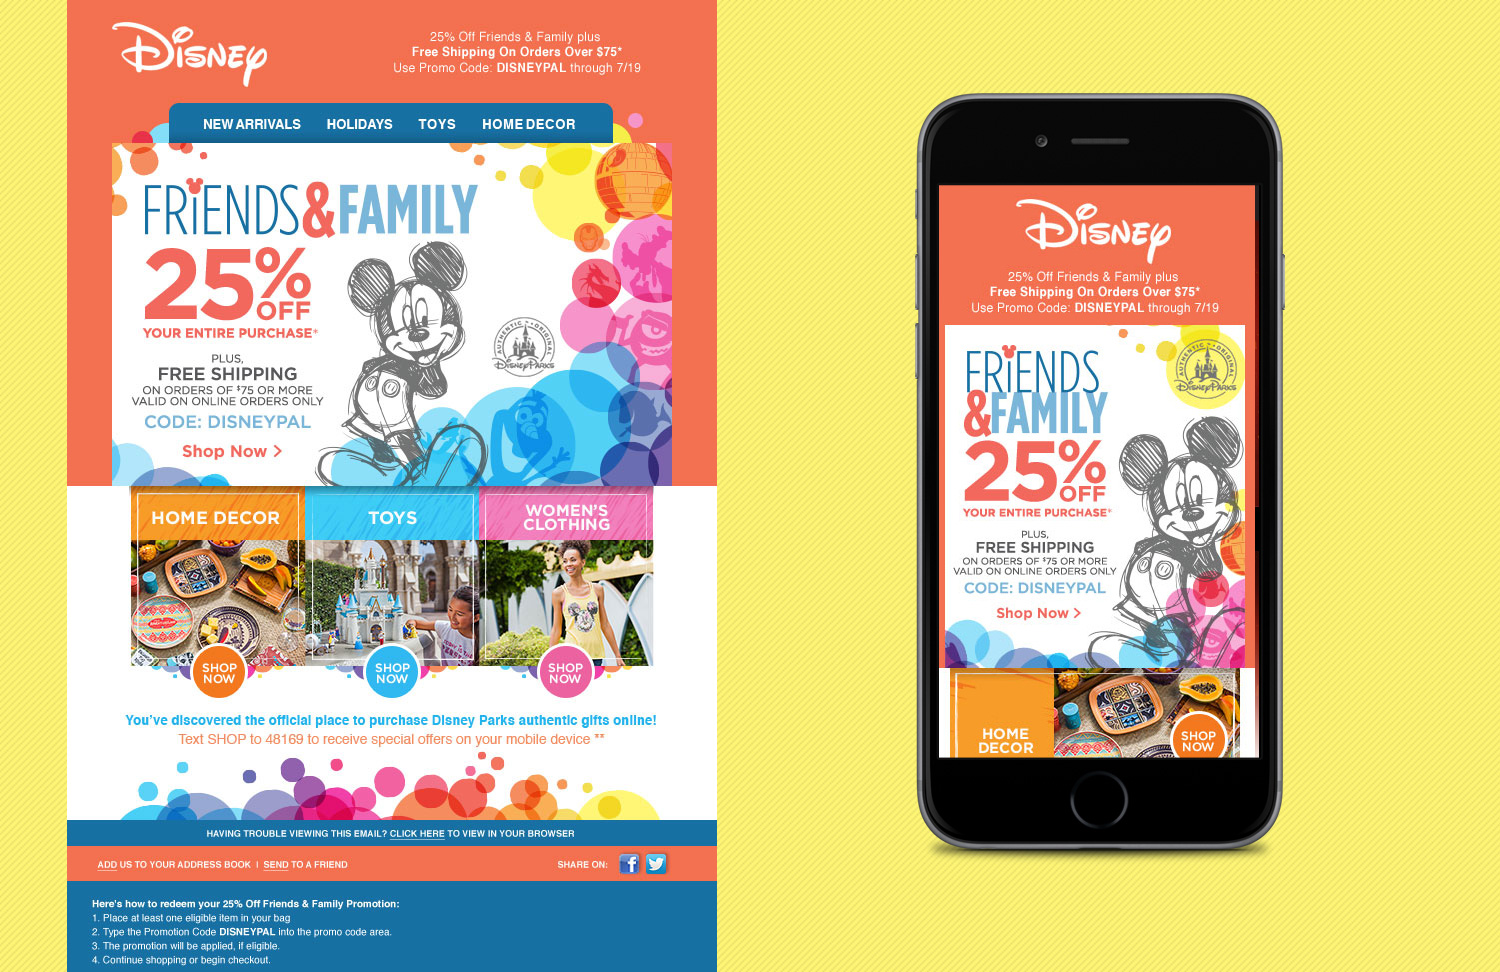 Disney
25% Off Friends & Family plus
Free Shipping On Orders Over $75*
Use Promo Code: DISNEYPAL through 7/19
NEW ARRIVALS HOLIDAYS TOYS HOME DECOR
FRiENDS & FAMILY
25% OFF
YOUR ENTIRE PURCHASE*
PLUS,
FREE SHIPPING
ON ORDERS OF $75 OR MORE
VALID ON ONLINE ORDERS ONLY
CODE: DISNEYPAL
Shop Now >
AUTHENTIC • ORIGINAL
Disney Parks
HOME DECOR
TOYS
WOMEN'S
CLOTHING
SHOP
NOW
SHOP
NOW
SHOP
NOW
You've discovered the official place to purchase Disney Parks authentic gifts online!
Text SHOP to 48169 to receive special offers on your mobile device **
HAVING TROUBLE VIEWING THIS EMAIL? CLICK HERE TO VIEW IN YOUR BROWSER
ADD US TO YOUR ADDRESS BOOK | SEND TO A FRIEND
SHARE ON:
Here's how to redeem your 25% Off Friends & Family Promotion:
1. Place at least one eligible item in your bag
2. Type the Promotion Code DISNEYPAL into the promo code area.
3. The promotion will be applied, if eligible.
4. Continue shopping or begin checkout.
Disney
25% Off Friends & Family plus
Free Shipping On Orders Over $75*
Use Promo Code: DISNEYPAL through 7/19
FRiENDS
& FAMILY
25% OFF
YOUR ENTIRE PURCHASE*
PLUS,
FREE SHIPPING
ON ORDERS OF $75 OR MORE
VALID ON ONLINE ORDERS ONLY
CODE: DISNEYPAL
Shop Now >
AUTHENTIC • ORIGINAL
Disney Parks
HOME
DECOR
SHOP
NOW